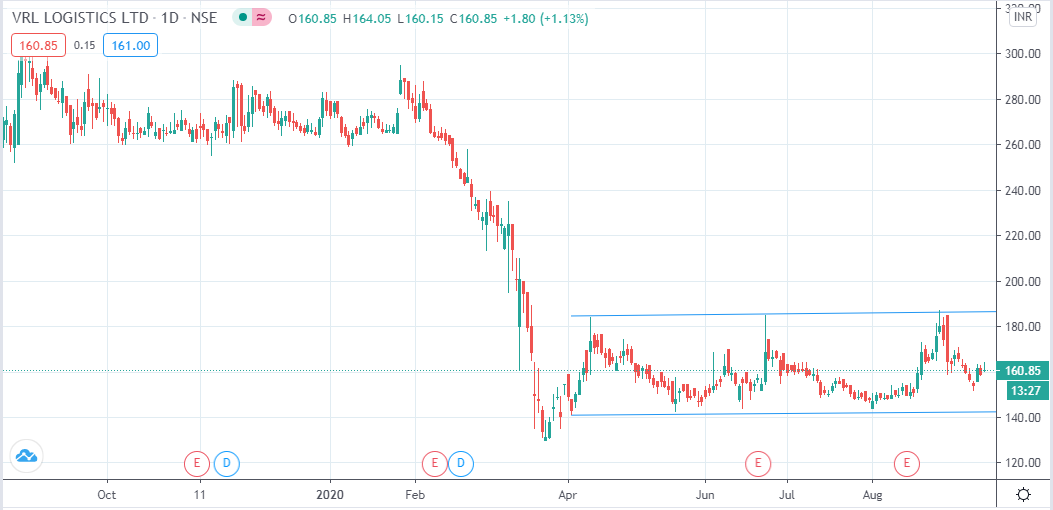 VRL LOGISTICS LTD · 1D · NSE ≈ O160.85 H164.05 L160.15 C160.85 +1.80 (+1.13%)
INR
160.85 0.15 161.00
300.00
280.00
260.00
240.00
220.00
200.00
180.00
160.85
13:27
140.00
120.00
E D E D E E
Oct 11 2020 Feb Apr Jun Jul Aug